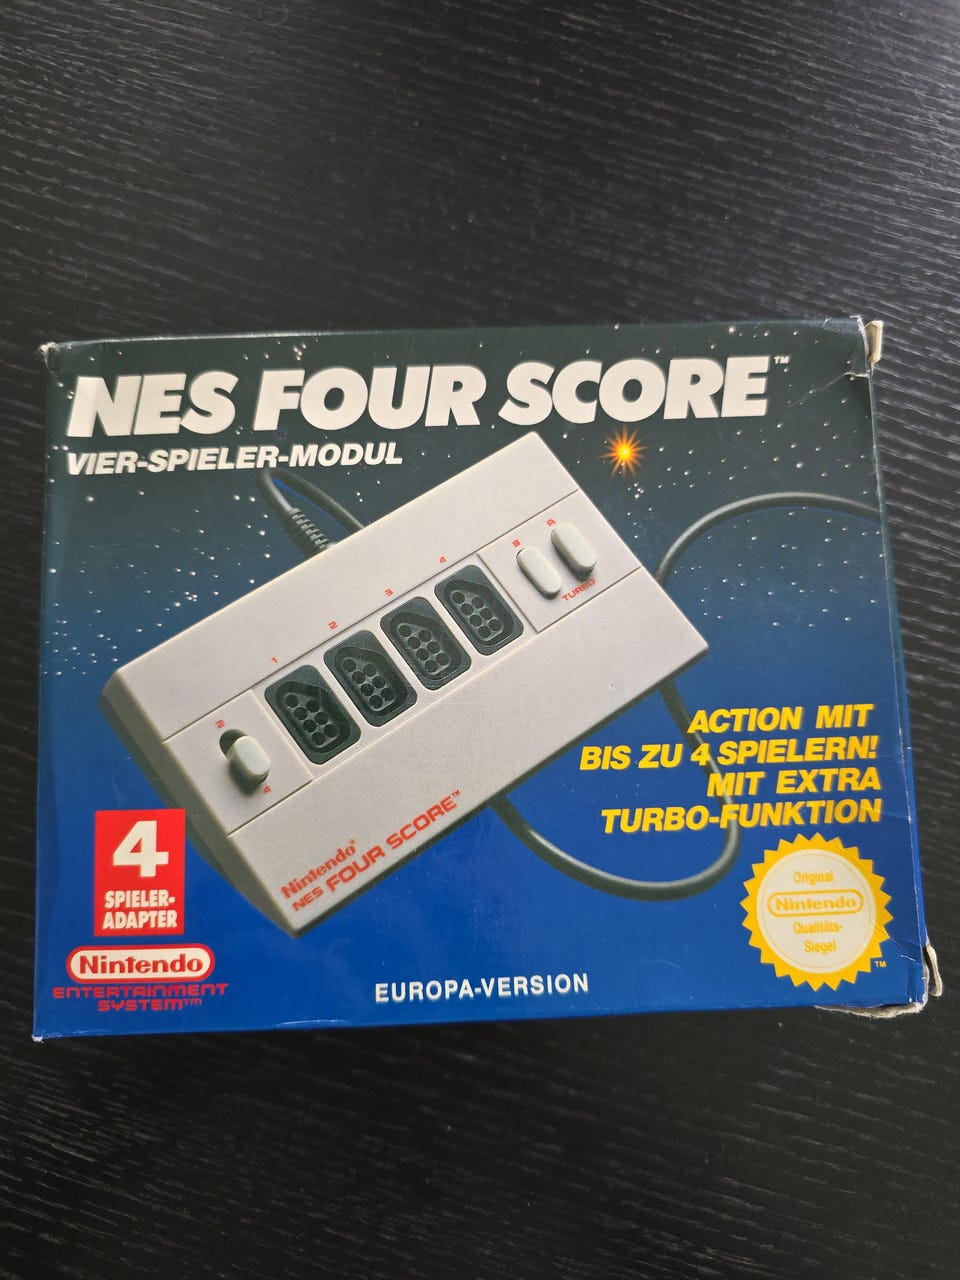 NES FOUR SCORE™
VIER-SPIELER-MODUL
1
2
3
4
B
A
TURBO
2
4
Nintendo®
NES FOUR SCORE™
ACTION MIT
BIS ZU 4 SPIELERN!
MIT EXTRA
TURBO-FUNKTION
4
SPIELER-
ADAPTER
Nintendo
ENTERTAINMENT
SYSTEM™
EUROPA-VERSION
Original
Nintendo
Qualitäts-
Siegel
™